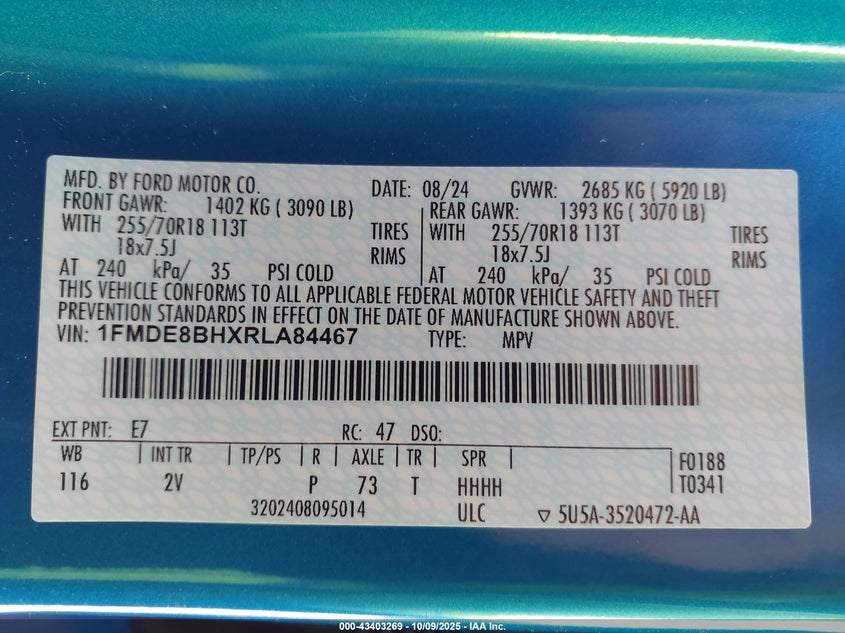 MFD. BY FORD MOTOR CO. DATE: 08/24 GVWR: 2685 KG ( 5920 LB)
FRONT GAWR: 1402 KG ( 3090 LB) REAR GAWR: 1393 KG ( 3070 LB)
WITH 255/70R18 113T TIRES WITH 255/70R18 113T TIRES
18x7.5J RIMS 18x7.5J RIMS
AT 240 kPa/ 35 PSI COLD AT 240 kPa/ 35 PSI COLD
THIS VEHICLE CONFORMS TO ALL APPLICABLE FEDERAL MOTOR VEHICLE SAFETY AND THEFT
PREVENTION STANDARDS IN EFFECT ON THE DATE OF MANUFACTURE SHOWN ABOVE.
VIN: 1FMDE8BHXRLA84467 TYPE: MPV
EXT PNT: E7 RC: 47 DSO:
WB INT TR TP/PS R AXLE TR SPR F0188
116 2V P 73 T HHHH T0341
3202408095014 ULC ▽ 5U5A-3520472-AA
000-43403269 - 10/09/2025 - IAA Inc.